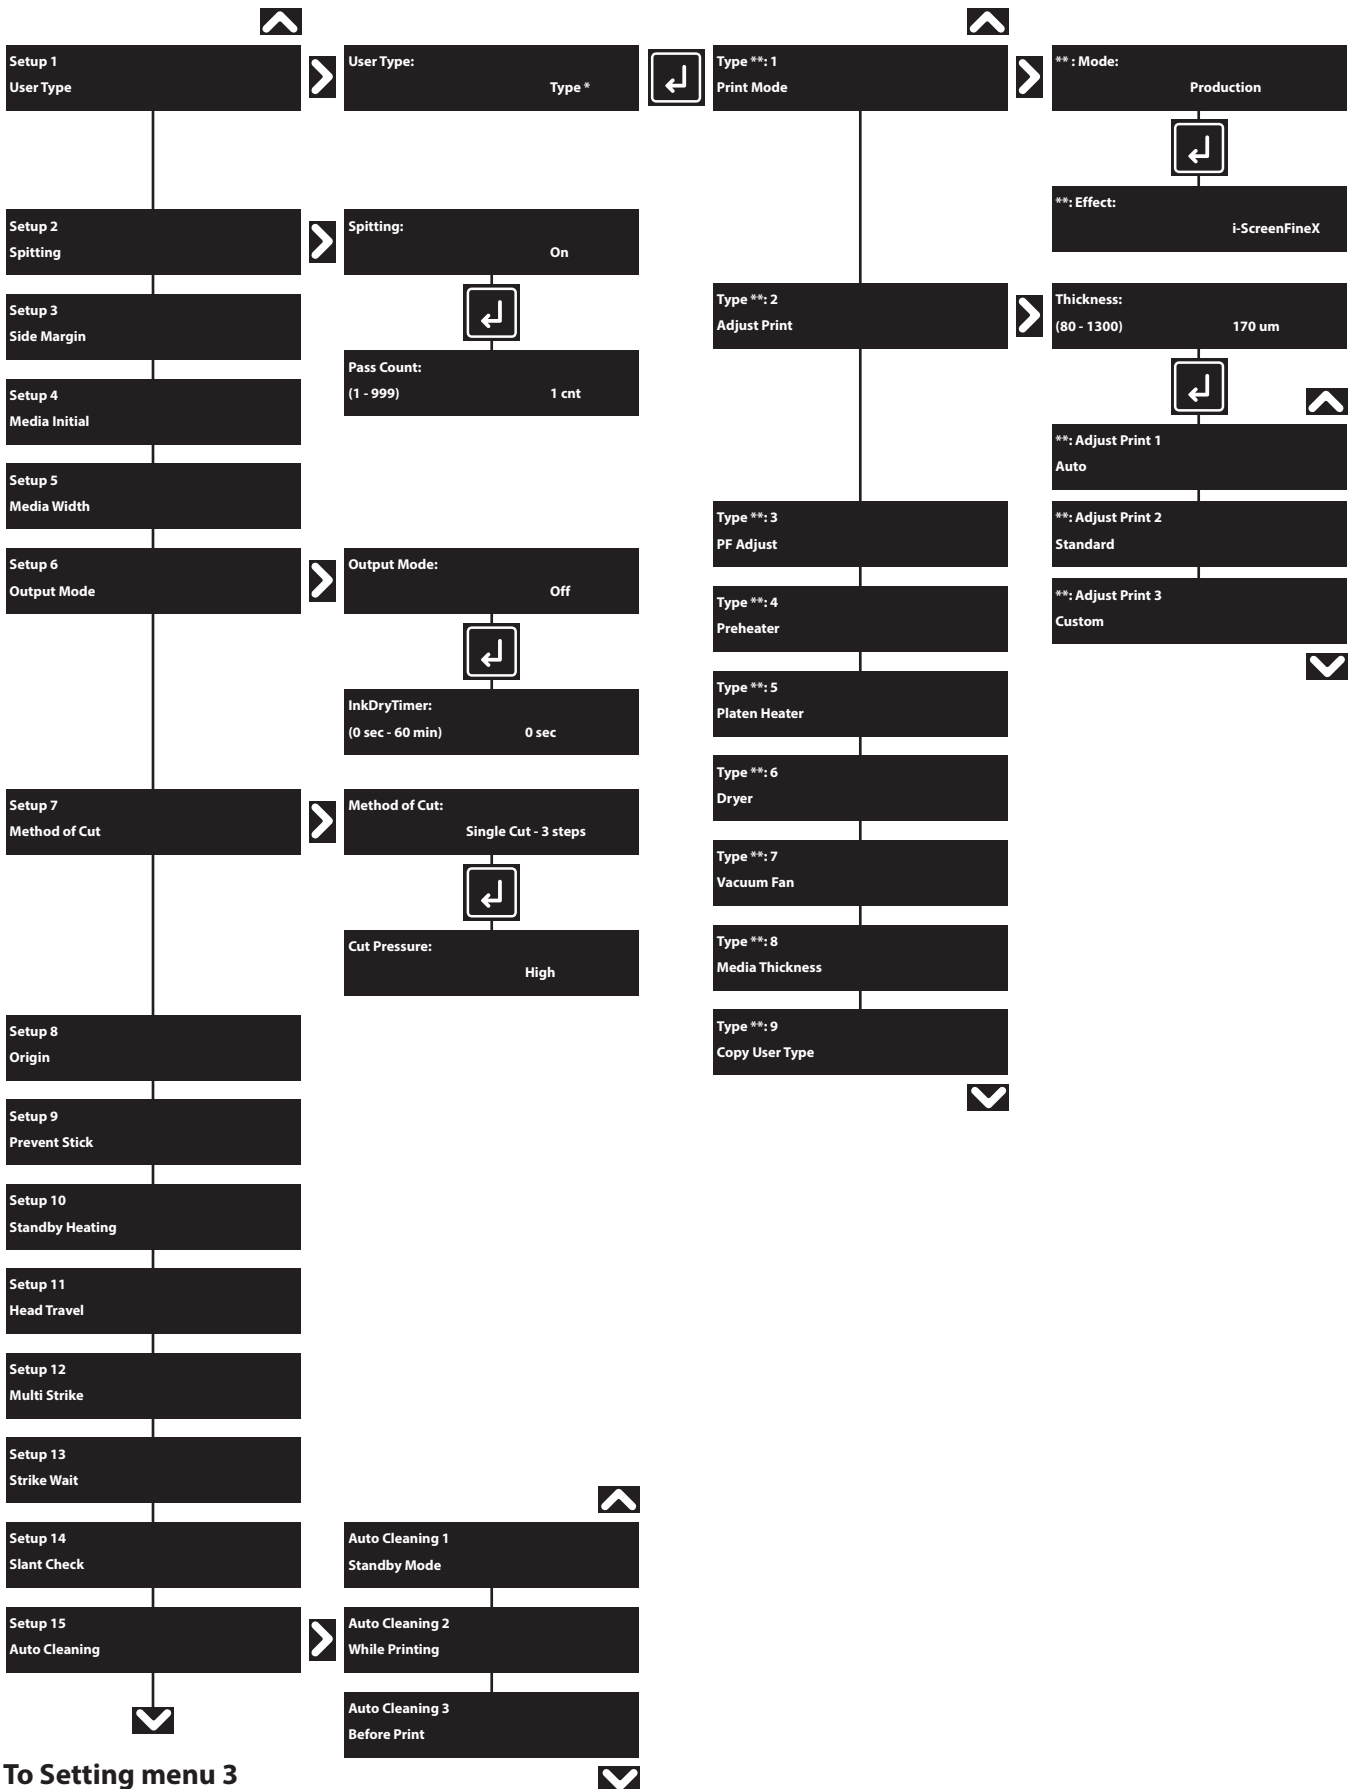 Setup 1
User Type
User Type:
Type *
Type **: 1
Print Mode
** : Mode:
Production
**: Effect:
i-ScreenFineX
Setup 2
Spitting
Spitting:
On
Pass Count:
(1 - 999) 1 cnt
Setup 3
Side Margin
Setup 4
Media Initial
Setup 5
Media Width
Setup 6
Output Mode
Output Mode:
Off
InkDryTimer:
(0 sec - 60 min) 0 sec
Setup 7
Method of Cut
Method of Cut:
Single Cut - 3 steps
Cut Pressure:
High
Type **: 2
Adjust Print
Thickness:
(80 - 1300) 170 um
**: Adjust Print 1
Auto
**: Adjust Print 2
Standard
**: Adjust Print 3
Custom
Type **: 3
PF Adjust
Type **: 4
Preheater
Type **: 5
Platen Heater
Type **: 6
Dryer
Type **: 7
Vacuum Fan
Type **: 8
Media Thickness
Type **: 9
Copy User Type
Setup 8
Origin
Setup 9
Prevent Stick
Setup 10
Standby Heating
Setup 11
Head Travel
Setup 12
Multi Strike
Setup 13
Strike Wait
Setup 14
Slant Check
Setup 15
Auto Cleaning
Auto Cleaning 1
Standby Mode
Auto Cleaning 2
While Printing
Auto Cleaning 3
Before Print
To Setting menu 3